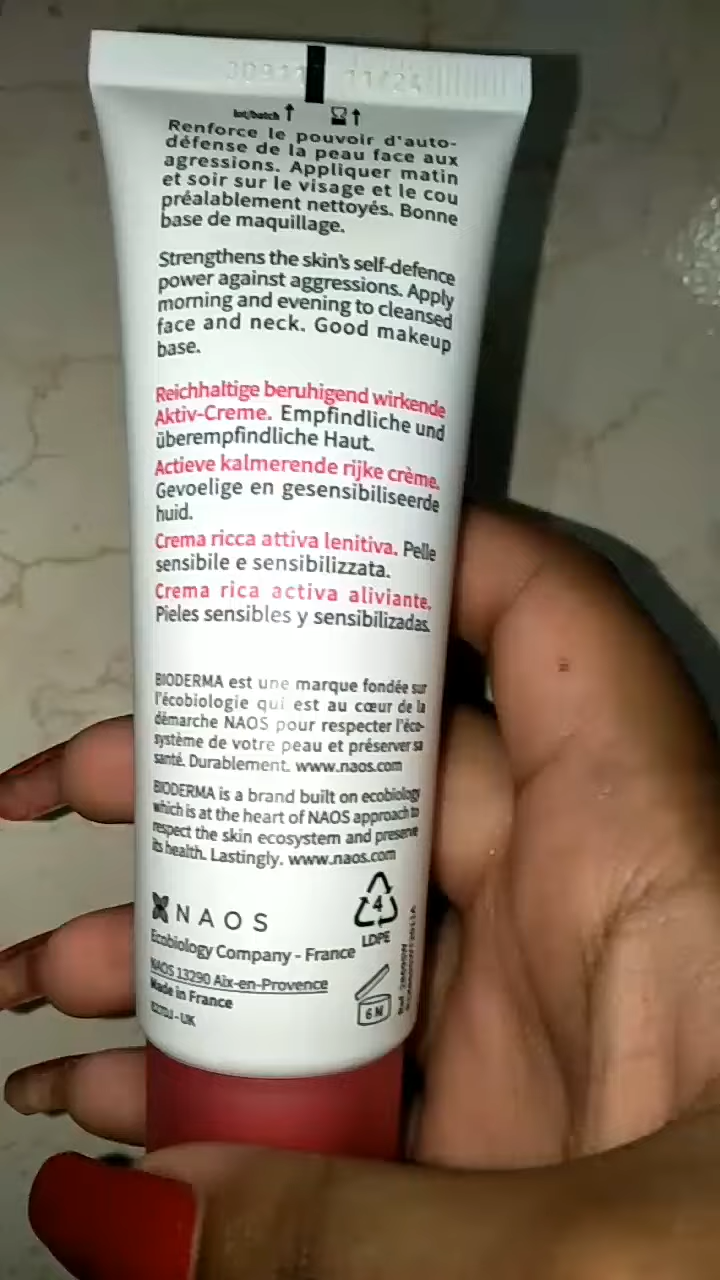 11/24
lot/batch
Renforce le pouvoir d'auto-
défense de la peau face aux
agressions. Appliquer matin
et soir sur le visage et le cou
préalablement nettoyés. Bonne
base de maquillage.
Strengthens the skin's self-defence
power against aggressions. Apply
morning and evening to cleansed
face and neck. Good makeup
base.
Reichhaltige beruhigend wirkende
Aktiv-Creme. Empfindliche und
überempfindliche Haut.
Actieve kalmerende rijke crème.
Gevoelige en gesensibiliseerde
huid.
Crema ricca attiva lenitiva. Pelle
sensibile e sensibilizzata.
Crema rica activa aliviante.
Pieles sensibles y sensibilizadas.
BIODERMA est une marque fondée sur
l'écobiologie qui est au cœur de la
démarche NAOS pour respecter l'éco-
système de votre peau et préserver sa
santé. Durablement. www.naos.com
BIODERMA is a brand built on ecobiology
which is at the heart of NAOS approach to
respect the skin ecosystem and preserve
its health. Lastingly. www.naos.com
NAOS
Ecobiology Company - France
NAOS 13290 Aix-en-Provence
Made in France
4
LDPE
6 M